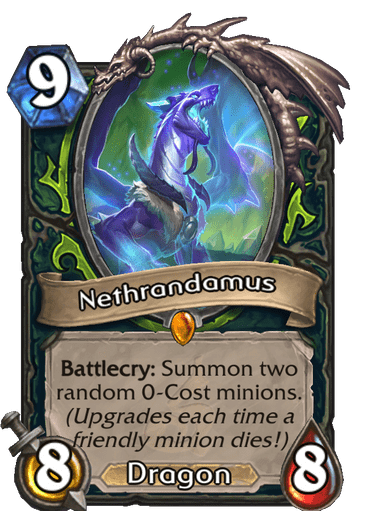 9
Nethrandamus
Battlecry: Summon two
random 0-Cost minions.
(Upgrades each time a
friendly minion dies!)
8
Dragon
8